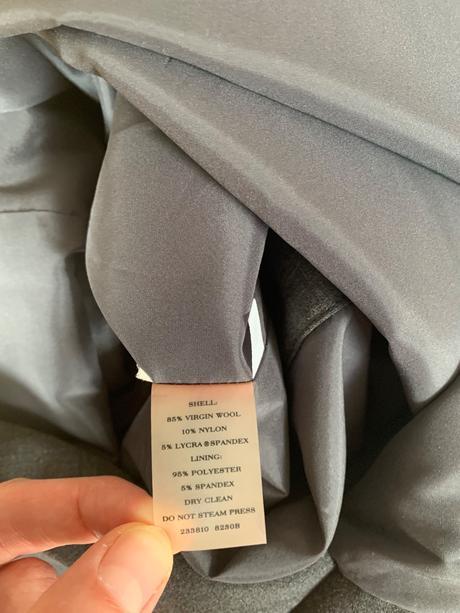 SHELL:
85% VIRGIN WOOL
10% NYLON
5% LYCRA®SPANDEX
LINING:
95% POLYESTER
5% SPANDEX
DRY CLEAN
DO NOT STEAM PRESS
233810 8230B